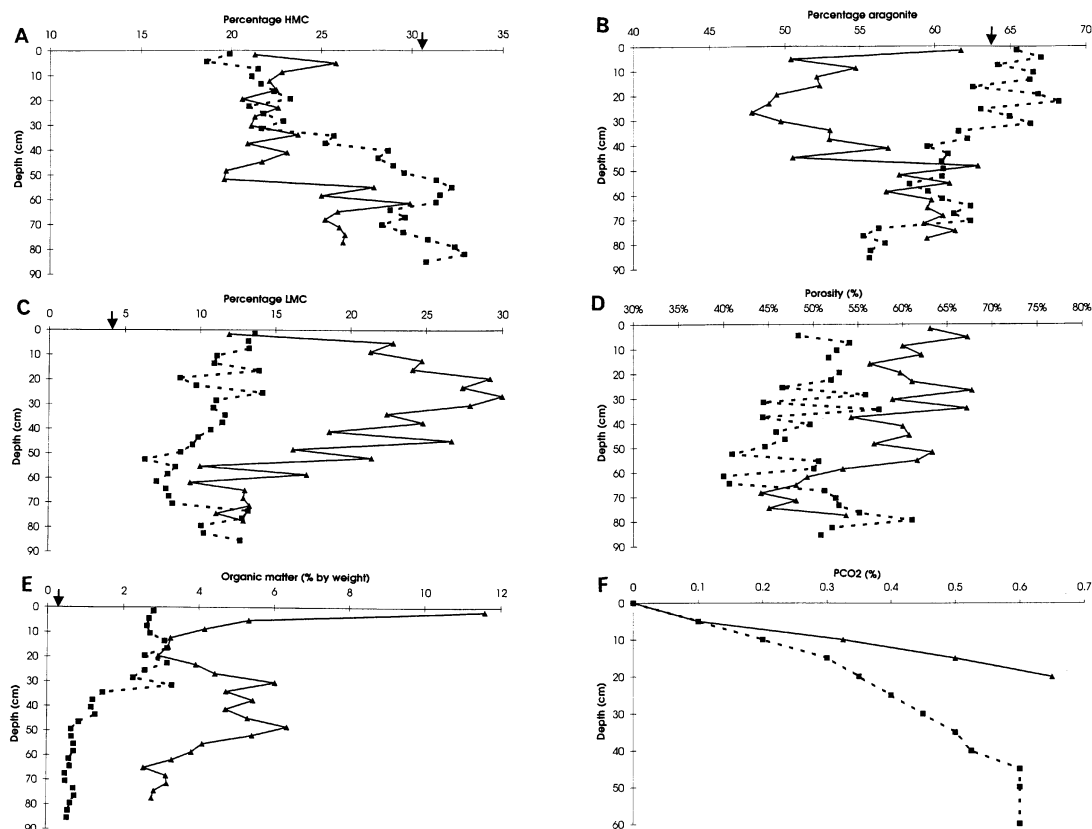 A
Percentage HMC
10 15 20 25 30 35
Depth (cm)
0
10
20
30
40
50
60
70
80
90
B
Percentage aragonite
40 45 50 55 60 65 70
Depth (cm)
0
10
20
30
40
50
60
70
80
90
C
Percentage LMC
0 5 10 15 20 25 30
Depth (cm)
0
10
20
30
40
50
60
70
80
90
D
Porosity (%)
30% 35% 45% 50% 54% 60% 65% 70% 75% 80%
Depth (cm)
0
10
20
30
40
50
60
70
80
90
E
Organic matter (% by weight)
0 2 4 6 8 10 12
Depth (cm)
0
10
20
30
40
50
60
70
80
90
F
PCO2 (%)
0 0.1 0.2 0.3 0.4 0.5 0.6 0.7
Depth (cm)
0
10
20
30
40
50
60